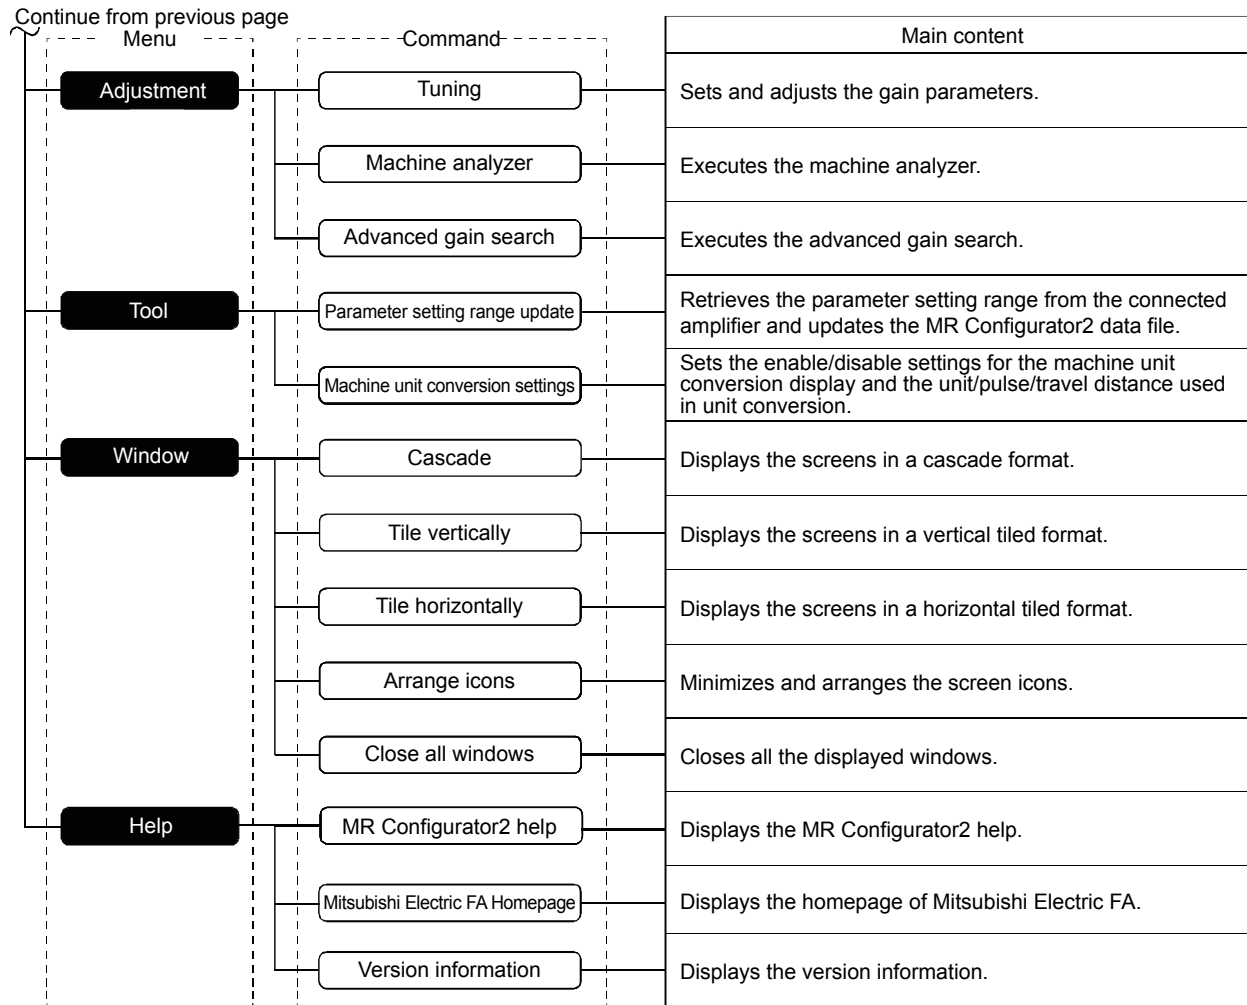 Continue from previous page
Menu
Command
Main content
Adjustment
Tuning
Sets and adjusts the gain parameters.
Machine analyzer
Executes the machine analyzer.
Advanced gain search
Executes the advanced gain search.
Tool
Parameter setting range update
Retrieves the parameter setting range from the connected
amplifier and updates the MR Configurator2 data file.
Machine unit conversion settings
Sets the enable/disable settings for the machine unit
conversion display and the unit/pulse/travel distance used
in unit conversion.
Window
Cascade
Displays the screens in a cascade format.
Tile vertically
Displays the screens in a vertical tiled format.
Tile horizontally
Displays the screens in a horizontal tiled format.
Arrange icons
Minimizes and arranges the screen icons.
Close all windows
Closes all the displayed windows.
Help
MR Configurator2 help
Displays the MR Configurator2 help.
Mitsubishi Electric FA Homepage
Displays the homepage of Mitsubishi Electric FA.
Version information
Displays the version information.